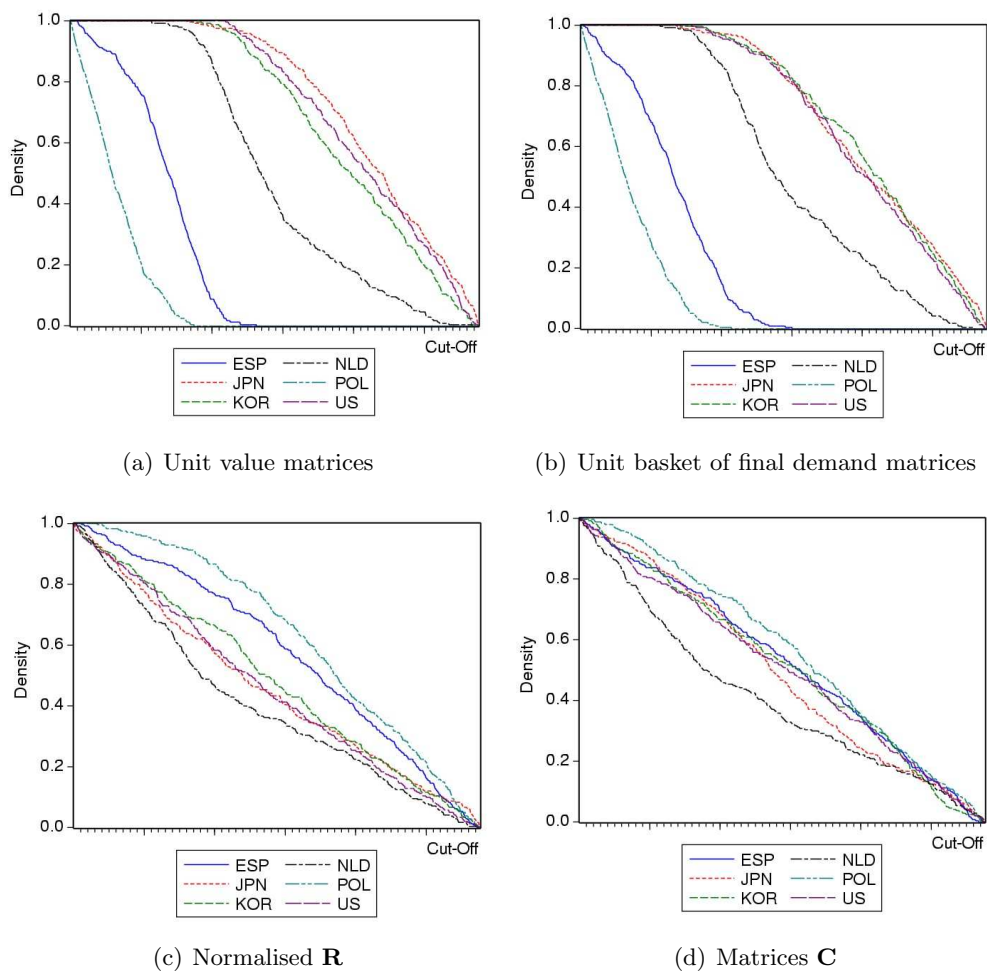 1.0
0.8
0.6
0.4
0.2
0.0
Density
Cut-Off
ESP NLD
JPN POL
KOR US
(a) Unit value matrices
1.0
0.8
0.6
0.4
0.2
0.0
Density
Cut-Off
ESP NLD
JPN POL
KOR US
(b) Unit basket of final demand matrices
1.0
0.8
0.6
0.4
0.2
0.0
Density
Cut-Off
ESP NLD
JPN POL
KOR US
(c) Normalised R
1.0
0.8
0.6
0.4
0.2
0.0
Density
Cut-Off
ESP NLD
JPN POL
KOR US
(d) Matrices C